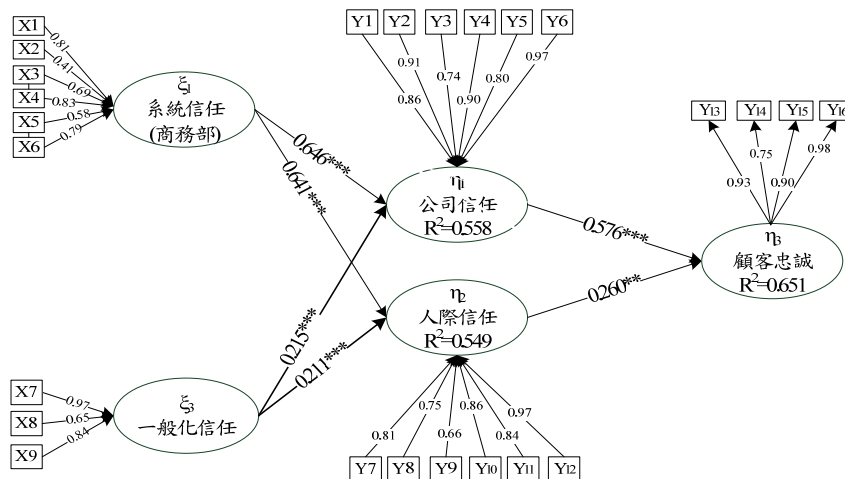 X1
X2
X3
X4
X5
X6
0.81
0.41
0.69
0.83
0.58
0.79
ξ1
系統信任
(商務部)
Y1
Y2
Y3
Y4
Y5
Y6
0.86
0.91
0.74
0.90
0.80
0.97
0.646***
0.641***
η1
公司信任
R²=0.558
0.576***
Y13
Y14
Y15
Y16
0.93
0.75
0.90
0.98
η3
顧客忠誠
R²=0.651
0.260**
η2
人際信任
R²=0.549
0.215***
0.211***
X7
X8
X9
0.97
0.65
0.84
ξ3
一般化信任
0.81
0.75
0.66
0.86
0.84
0.97
Y7
Y8
Y9
Y10
Y11
Y12